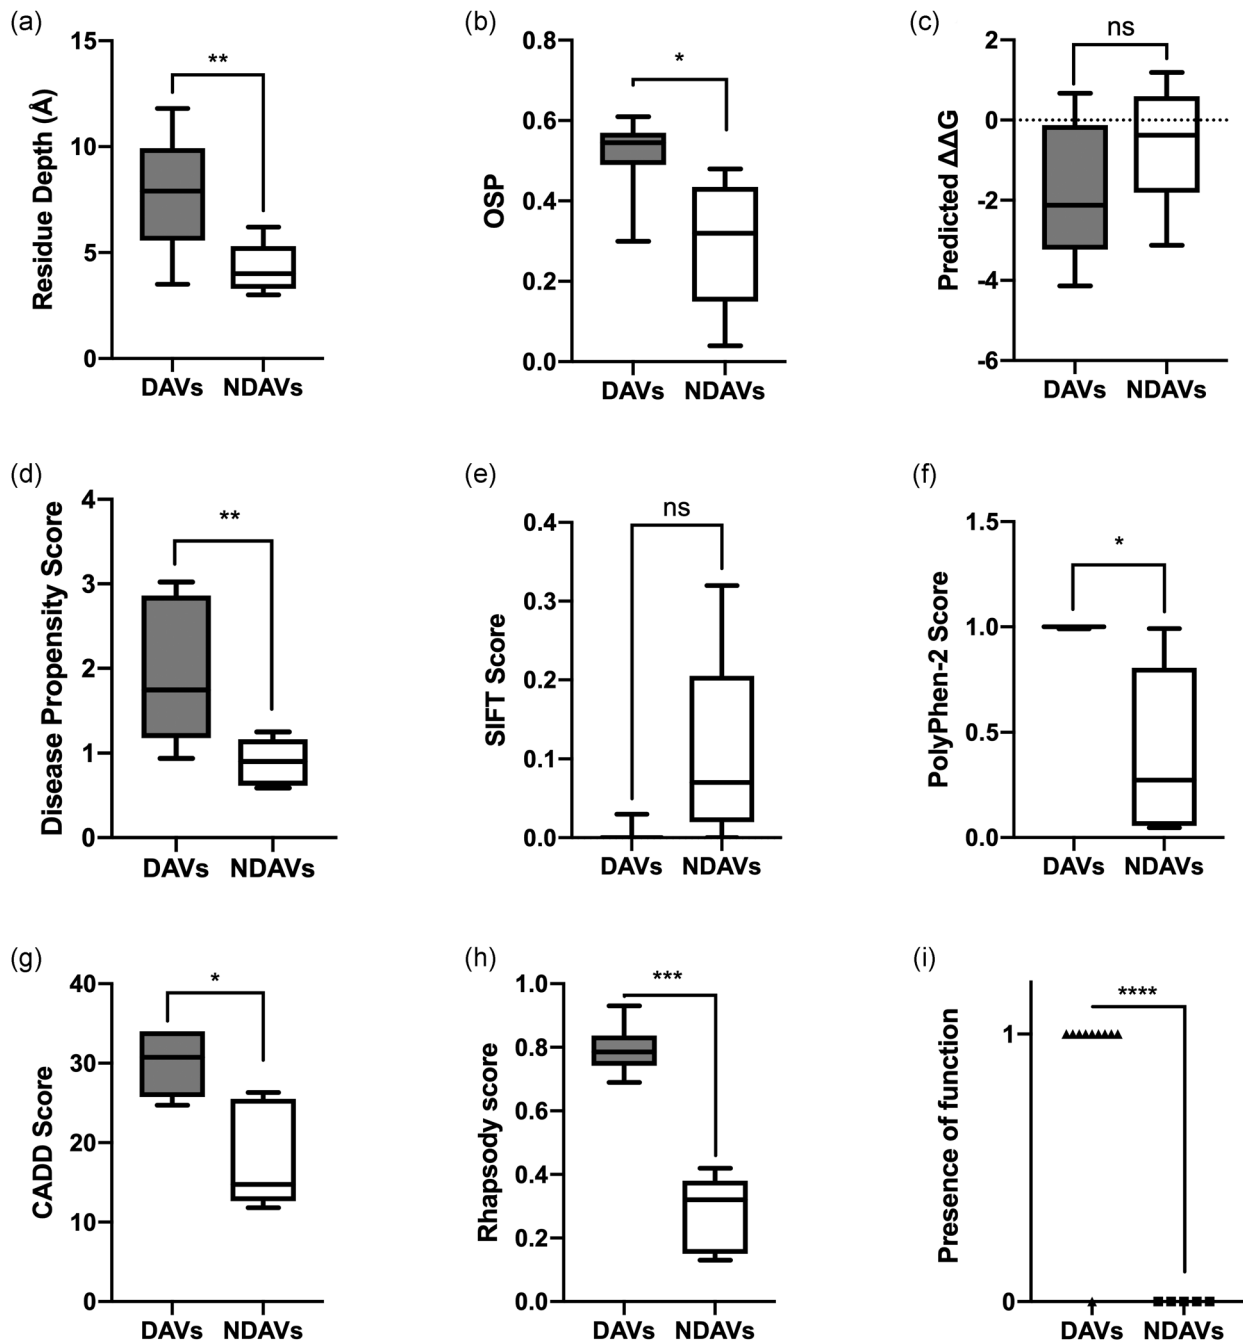 (a)
15
10
5
0
Residue Depth (Å)
**
DAVs NDAVs
(b)
0.8
0.6
0.4
0.2
0.0
OSP
*
DAVs NDAVs
(c)
2
0
-2
-4
-6
Predicted ΔΔG
ns
DAVs NDAVs
(d)
4
3
2
1
0
Disease Propensity Score
**
DAVs NDAVs
(e)
0.4
0.3
0.2
0.1
0.0
SIFT Score
ns
DAVs NDAVs
(f)
1.5
1.0
0.5
0.0
PolyPhen-2 Score
*
DAVs NDAVs
(g)
40
30
20
10
0
CADD Score
*
DAVs NDAVs
(h)
1.0
0.8
0.6
0.4
0.2
0.0
Rhapsody score
***
DAVs NDAVs
(i)
1
0
Presence of function
****
DAVs NDAVs